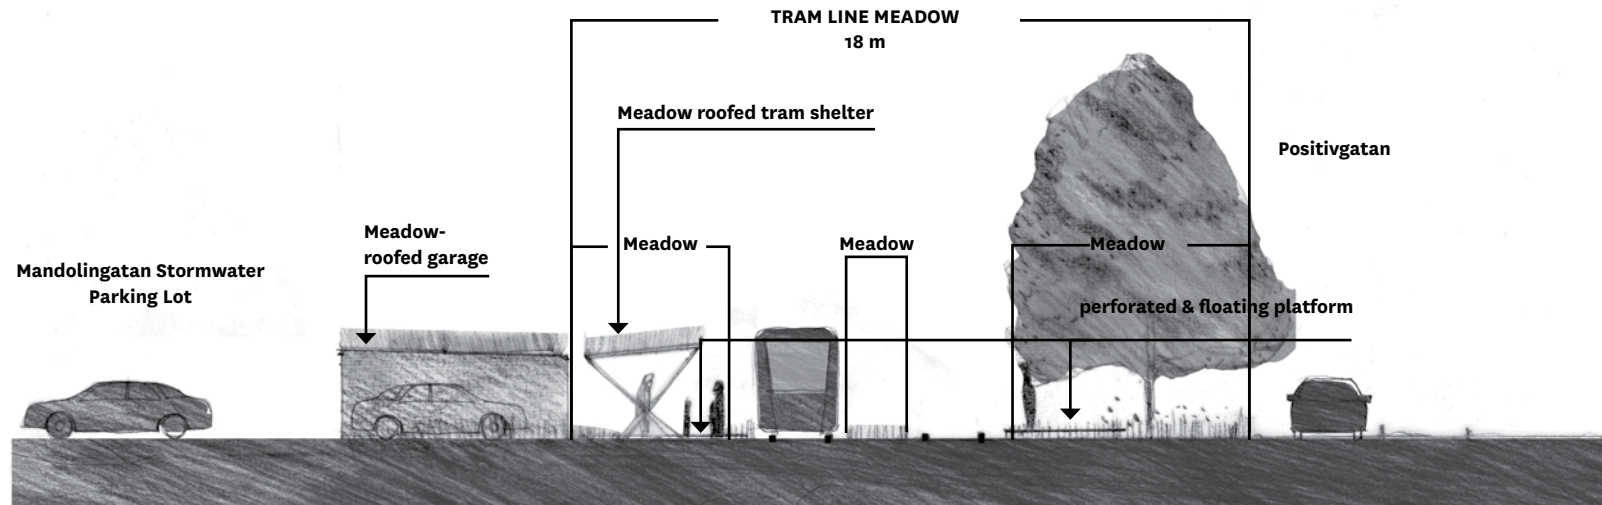 TRAM LINE MEADOW
18 m
Meadow roofed tram shelter
Positivgatan
Meadow-
roofed garage
Meadow
Meadow
Meadow
Mandolingatan Stormwater
Parking Lot
perforated & floating platform